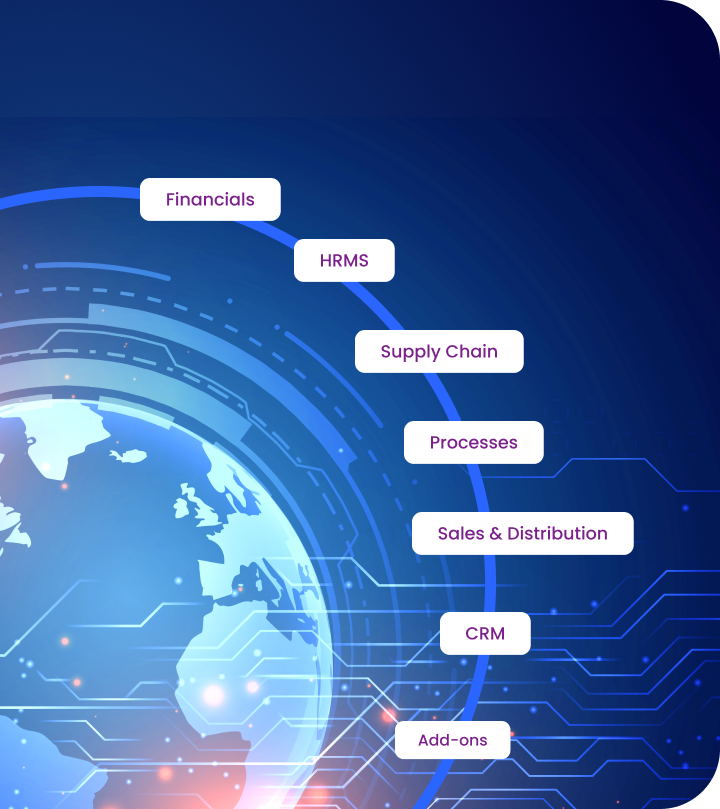 Financials
HRMS
Supply Chain
Processes
Sales & Distribution
CRM
Add-ons